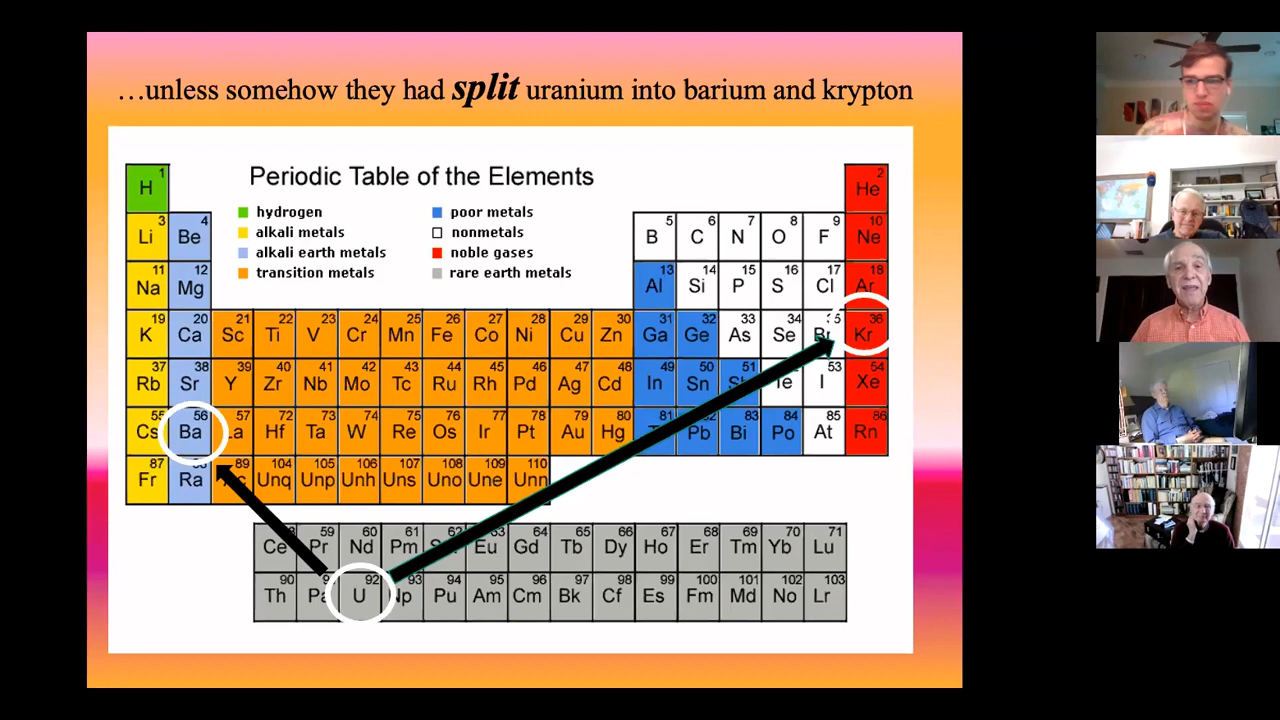 …unless somehow they had split uranium into barium and krypton
Periodic Table of the Elements
hydrogen
alkali metals
alkali earth metals
transition metals
poor metals
nonmetals
noble gases
rare earth metals
1 2
H He
3 4 5 6 7 8 9 10
Li Be B C N O F Ne
11 12 13 14 15 16 17 18
Na Mg Al Si P S Cl Ar
19 20 21 22 23 24 25 26 27 28 29 30 31 32 33 34 36
K Ca Sc Ti V Cr Mn Fe Co Ni Cu Zn Ga Ge As Se Kr
37 38 39 40 41 42 43 44 45 46 47 48 49 50 51 53 54
Rb Sr Y Zr Nb Mo Tc Ru Rh Pd Ag Cd In Sn I Xe
55 56 57 72 73 74 75 76 77 78 79 80 81 83 84 85 86
Cs Ba Hf Ta W Re Os Ir Pt Au Hg Pb Bi Po At Rn
87 89 104 105 106 107 108 109 110
Fr Ra Unq Unp Unh Uns Uno Une Unn
59 60 61 62 63 64 65 66 67 68 69 70 71
Ce Pr Nd Pm Eu Gd Tb Dy Ho Er Tm Yb Lu
90 92 93 94 95 96 97 98 99 100 101 102 103
Th U Np Pu Am Cm Bk Cf Es Fm Md No Lr